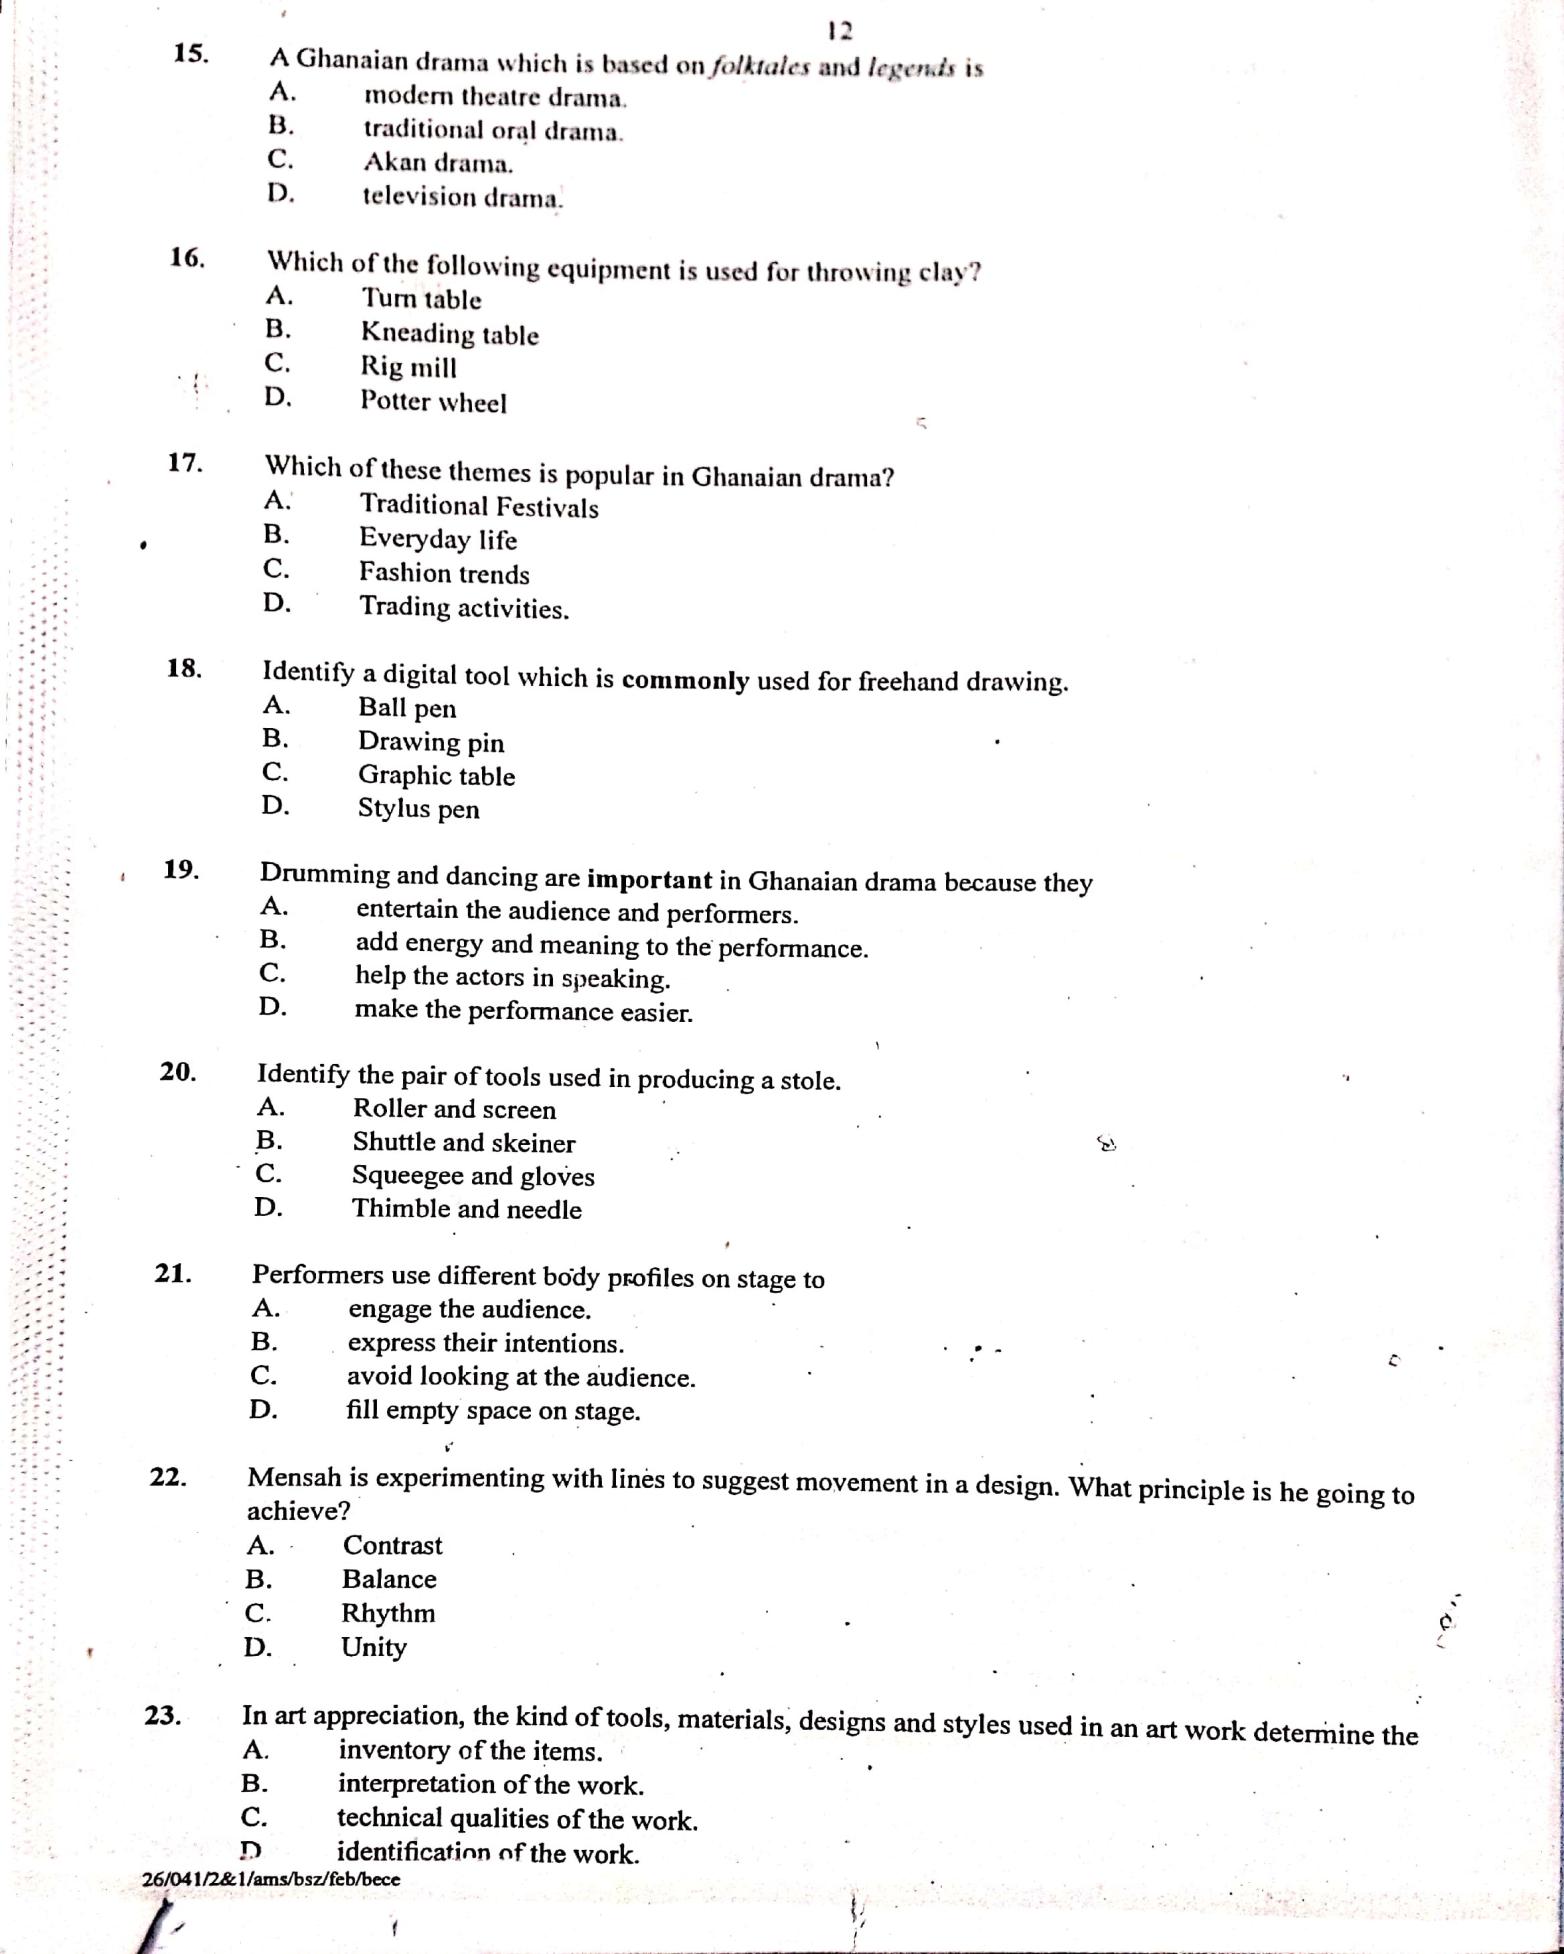 12
15. A Ghanaian drama which is based on folktales and legends is
A. modern theatre drama.
B. traditional oral drama.
C. Akan drama.
D. television drama.
16. Which of the following equipment is used for throwing clay?
A. Turn table
B. Kneading table
C. Rig mill
D. Potter wheel
17. Which of these themes is popular in Ghanaian drama?
A. Traditional Festivals
B. Everyday life
C. Fashion trends
D. Trading activities.
18. Identify a digital tool which is commonly used for freehand drawing.
A. Ball pen
B. Drawing pin
C. Graphic table
D. Stylus pen
19. Drumming and dancing are important in Ghanaian drama because they
A. entertain the audience and performers.
B. add energy and meaning to the performance.
C. help the actors in speaking.
D. make the performance easier.
20. Identify the pair of tools used in producing a stole.
A. Roller and screen
B. Shuttle and skeiner
C. Squeegee and gloves
D. Thimble and needle
21. Performers use different body profiles on stage to
A. engage the audience.
B. express their intentions.
C. avoid looking at the audience.
D. fill empty space on stage.
22. Mensah is experimenting with lines to suggest movement in a design. What principle is he going to
achieve?
A. Contrast
B. Balance
C. Rhythm
D. Unity
23. In art appreciation, the kind of tools, materials, designs and styles used in an art work determine the
A. inventory of the items.
B. interpretation of the work.
C. technical qualities of the work.
D identification of the work.
26/041/2&1/ams/bsz/feb/bece